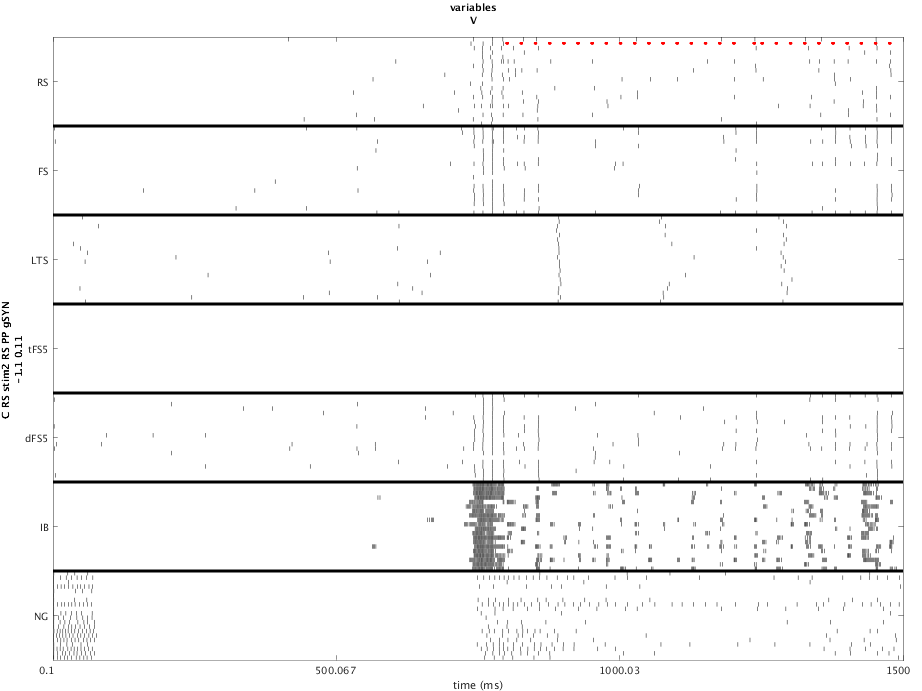 variables
V
C RS stim2 RS PP gSYN
-1.1 0.11
RS
FS
LTS
tFS5
dFS5
IB
NG
0.1
500.067
1000.03
1500
time (ms)